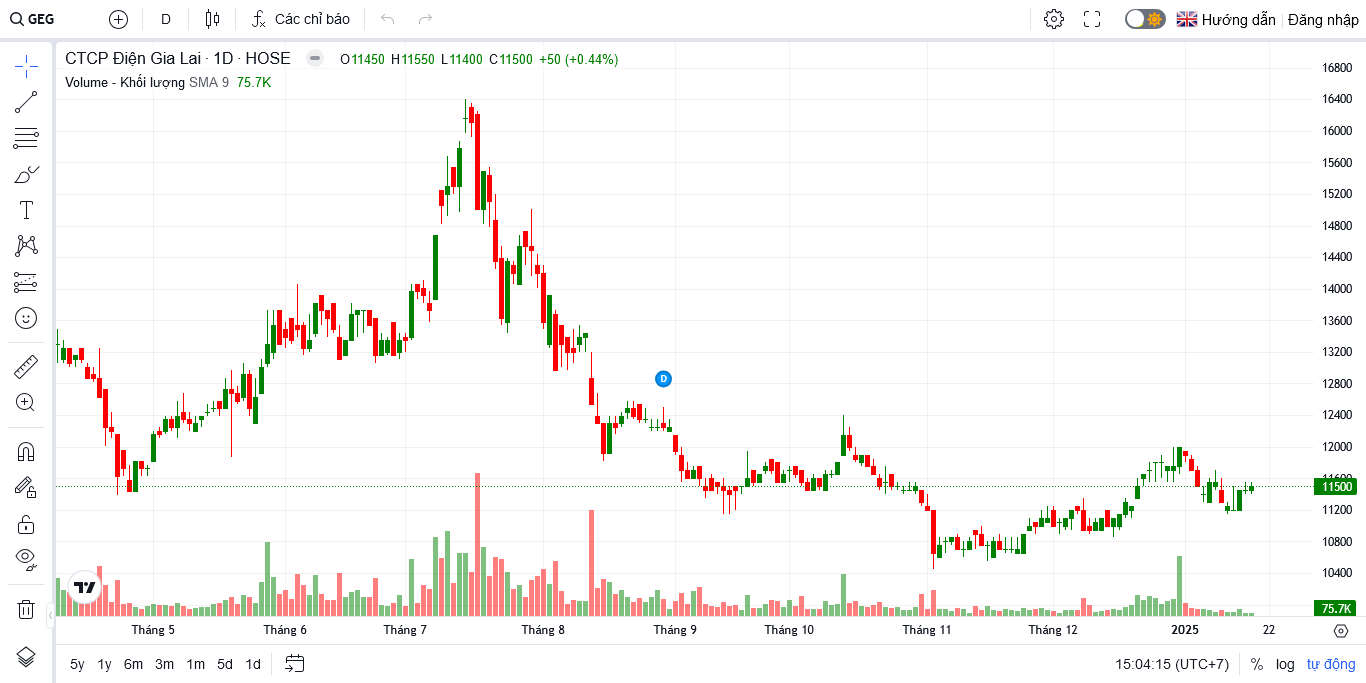 GEG D Các chỉ báo Hướng dẫn Đăng nhập
CTCP Điện Gia Lai · 1D · HOSE O11450 H11550 L11400 C11500 +50 (+0.44%)
Volume - Khối lượng SMA 9 75.7K
16800
16400
16000
15600
15200
14800
14400
14000
13600
13200
D
12800
12400
12000
11600
11500
11200
10800
10400
75.7K
Tháng 5 Tháng 6 Tháng 7 Tháng 8 Tháng 9 Tháng 10 Tháng 11 Tháng 12 2025 22
5y 1y 6m 3m 1m 5d 1d 15:04:15 (UTC+7) % log tự động